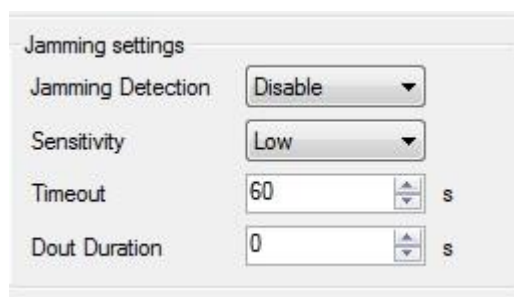 Jamming settings
Jamming Detection Disable
Sensitivity Low
Timeout 60 s
Dout Duration 0 s